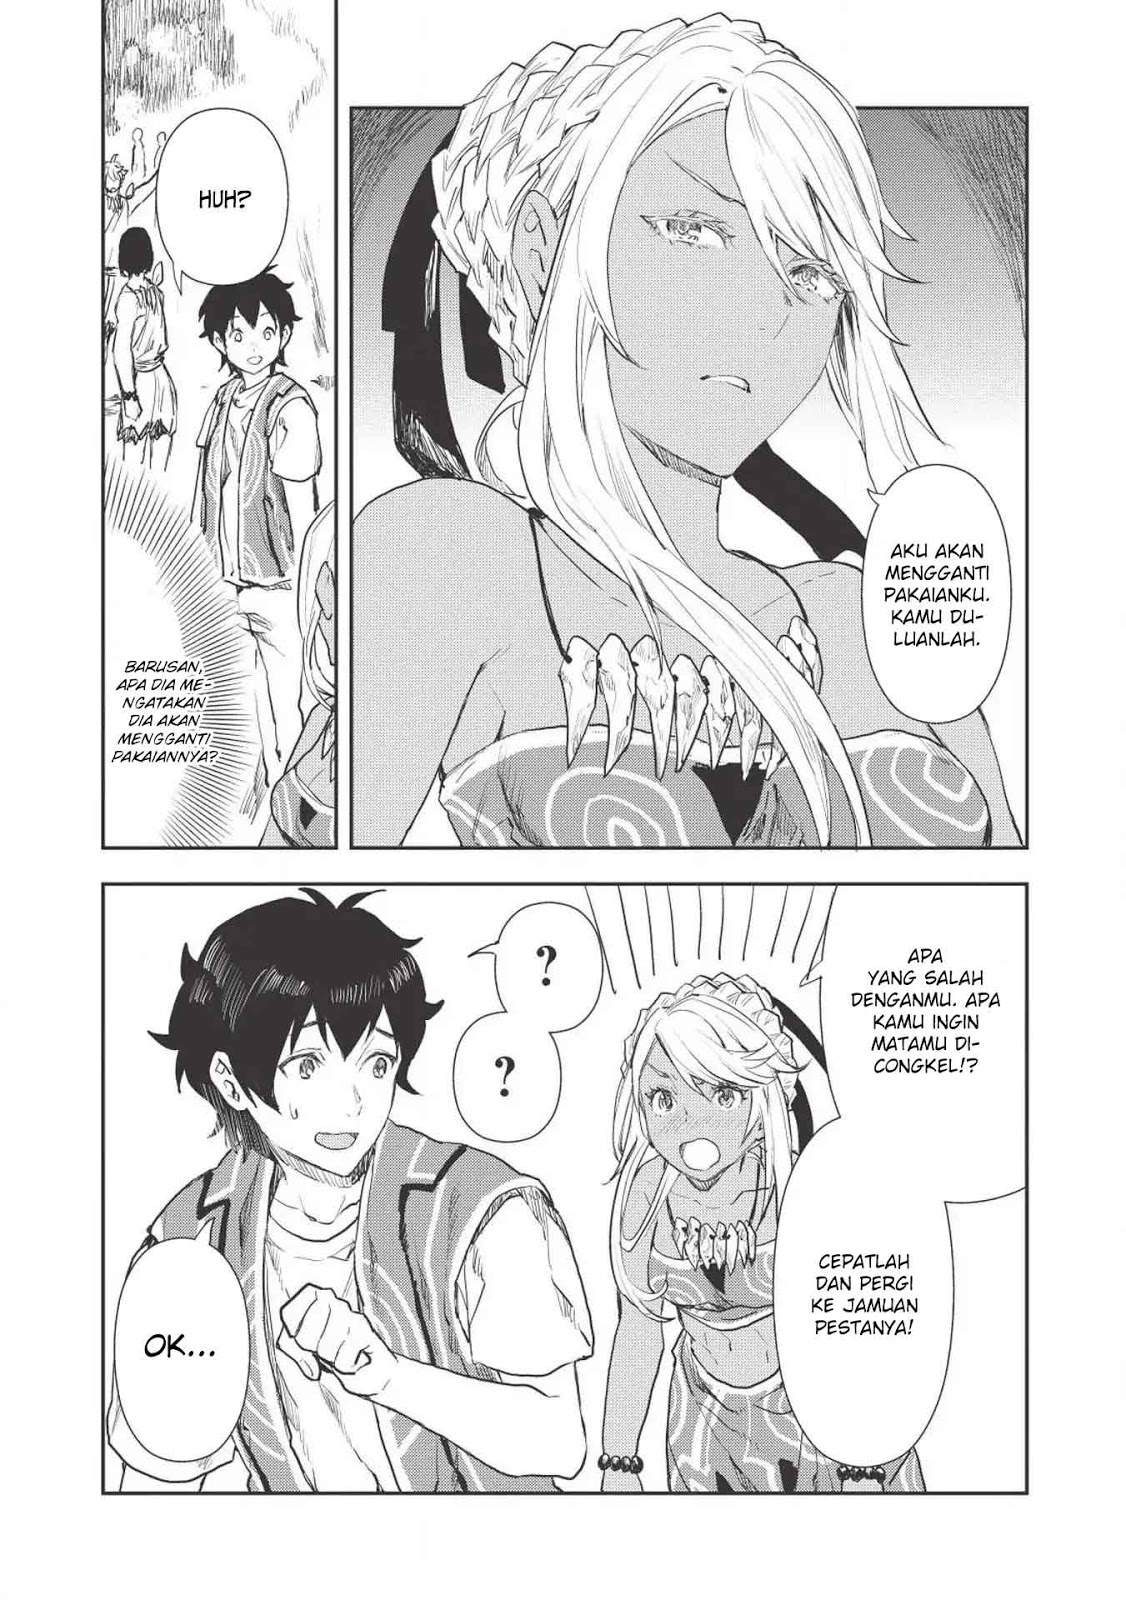 AKU AKAN
MENGGANTI
PAKAIANKU.
KAMU DU-
LUANLAH.
HUH?
BARUSAN,
APA DIA ME-
NGATAKAN
DIA AKAN
MENGGANTI
PAKAIANNYA?
APA
YANG SALAH
DENGANMU. APA
KAMU INGIN
MATAMU DI-
CONGKEL!?
?
?
CEPATLAH
DAN PERGI
KE JAMUAN
PESTANYA!
OK...